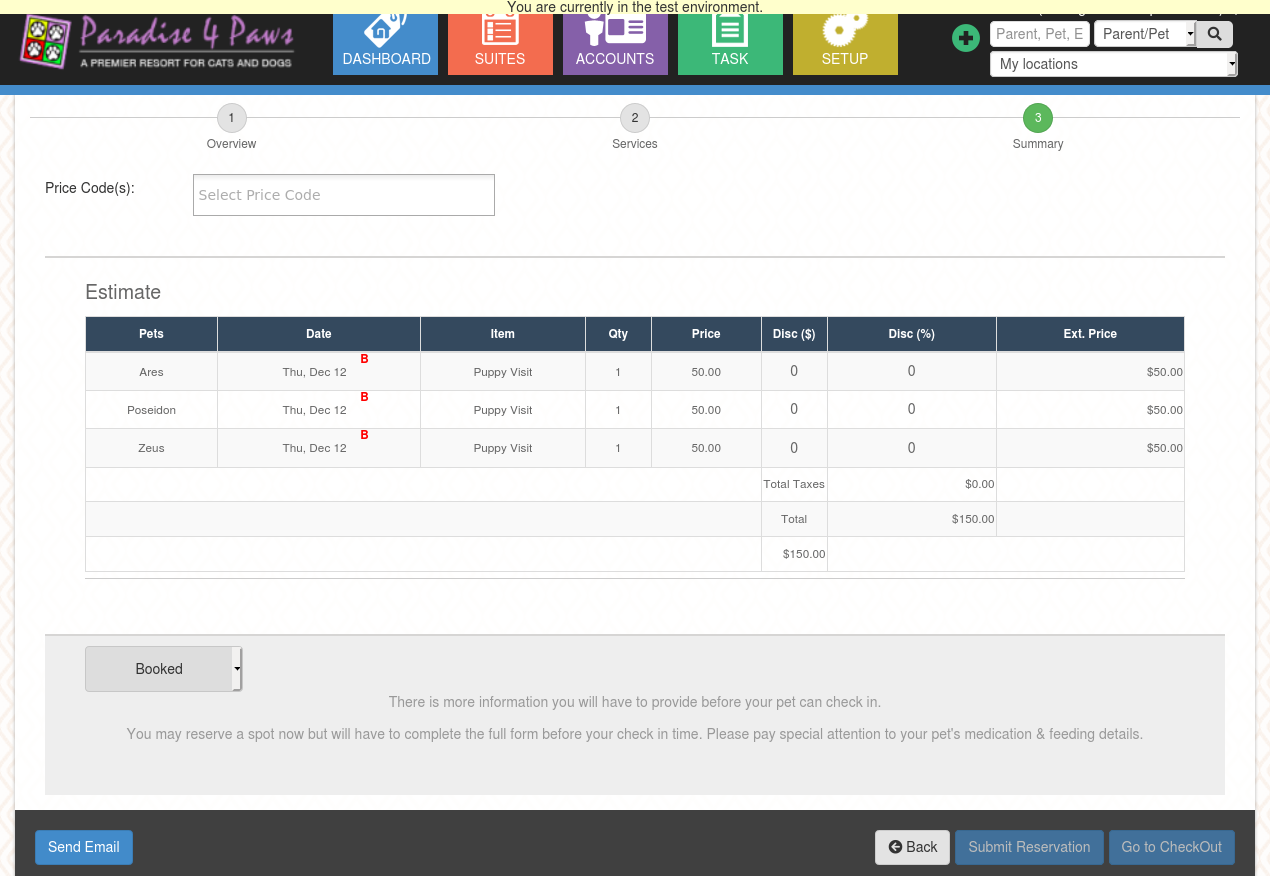 You are currently in the test environment.
Paradise 4 Paws
A PREMIER RESORT FOR CATS AND DOGS
DASHBOARD
SUITES
ACCOUNTS
TASK
SETUP
Parent, Pet, E
Parent/Pet
My locations
1
2
3
Overview
Services
Summary
Price Code(s):
Select Price Code
Estimate
Pets Date Item Qty Price Disc ($) Disc (%) Ext. Price
Ares Thu, Dec 12 B Puppy Visit 1 50.00 0 0 $50.00
Poseidon Thu, Dec 12 B Puppy Visit 1 50.00 0 0 $50.00
Zeus Thu, Dec 12 B Puppy Visit 1 50.00 0 0 $50.00
Total Taxes $0.00
Total $150.00
$150.00
Booked
There is more information you will have to provide before your pet can check in.
You may reserve a spot now but will have to complete the full form before your check in time. Please pay special attention to your pet's medication & feeding details.
Send Email
Back
Submit Reservation
Go to CheckOut